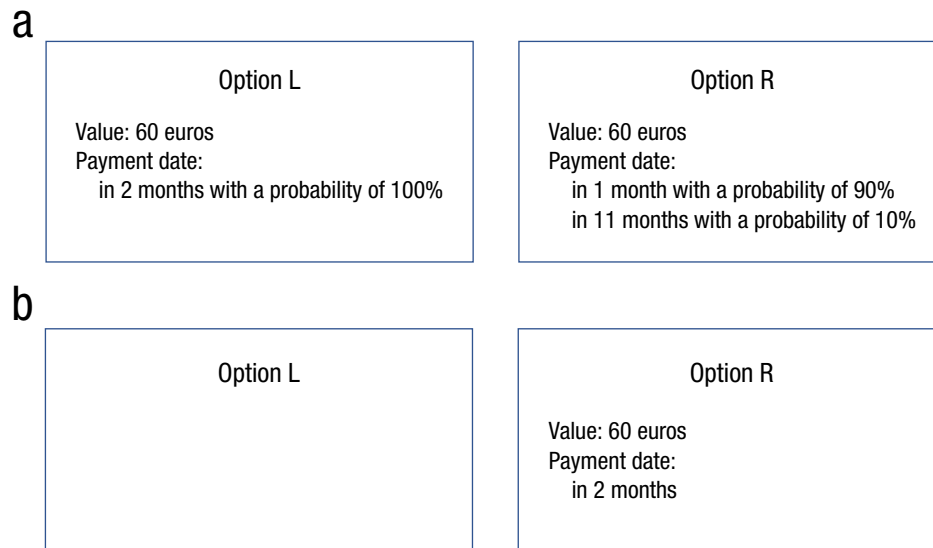 a
Option L
Value: 60 euros
Payment date:
in 2 months with a probability of 100%
Option R
Value: 60 euros
Payment date:
in 1 month with a probability of 90%
in 11 months with a probability of 10%
b
Option L
Option R
Value: 60 euros
Payment date:
in 2 months